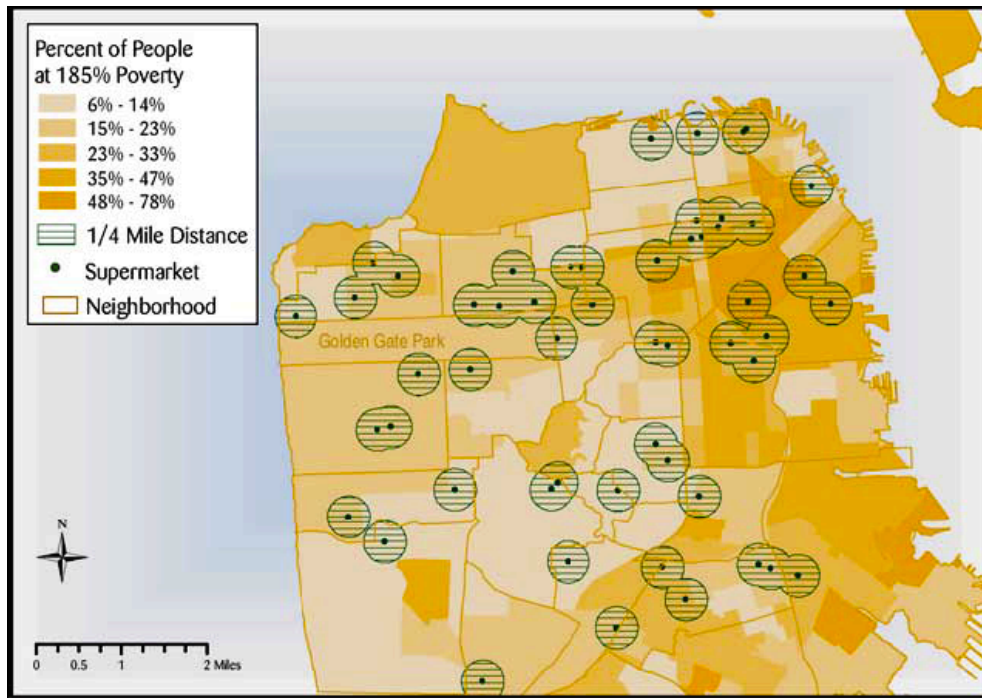 Percent of People
at 185% Poverty
6% - 14%
15% - 23%
23% - 33%
35% - 47%
48% - 78%
1/4 Mile Distance
Supermarket
Neighborhood
Golden Gate Park
N
0 0.5 1 2 Miles